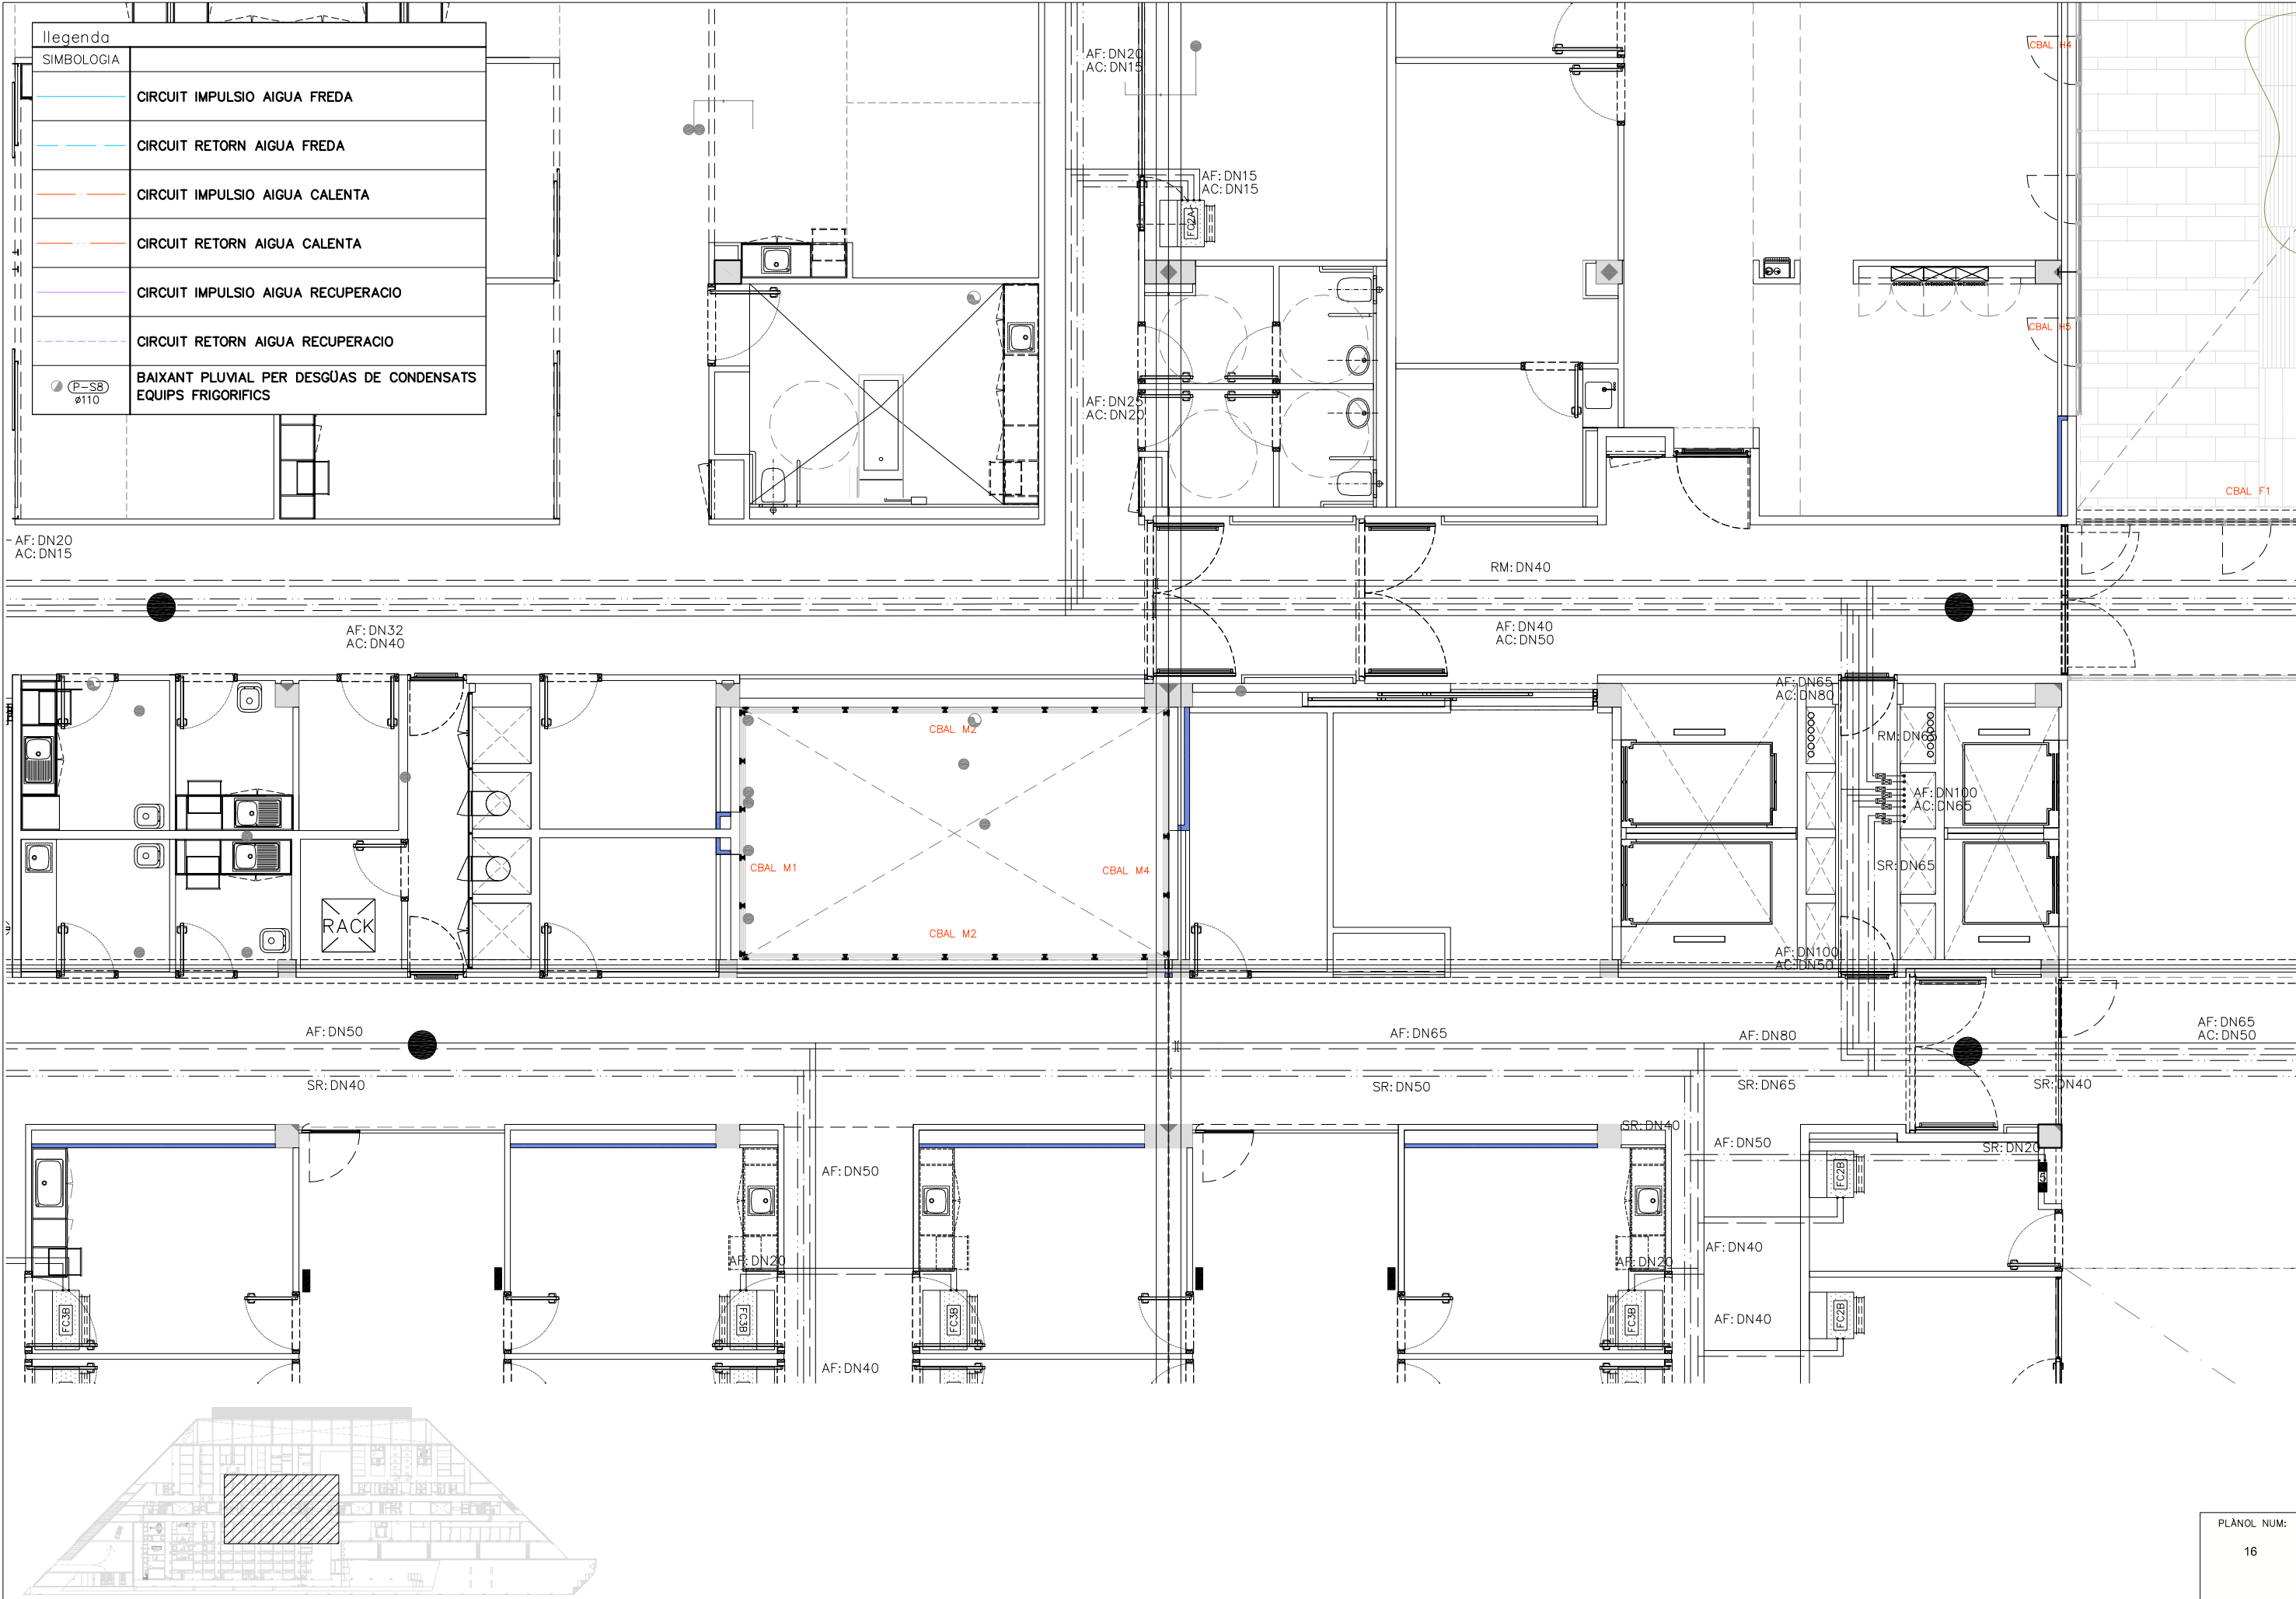 llegenda
SIMBOLOGIA
CIRCUIT IMPULSIO AIGUA FREDA
CIRCUIT RETORN AIGUA FREDA
CIRCUIT IMPULSIO AIGUA CALENTA
CIRCUIT RETORN AIGUA CALENTA
CIRCUIT IMPULSIO AIGUA RECUPERACIO
CIRCUIT RETORN AIGUA RECUPERACIO
P-S8
ø110
BAIXANT PLUVIAL PER DESGÜAS DE CONDENSATS
EQUIPS FRIGORIFICS
AF:DN20
AC:DN15
CBAL H4
AF:DN15
AC:DN15
FC2A
CBAL H5
AF:DN25
AC:DN20
CBAL F1
AF:DN20
AC:DN15
RM:DN40
AF:DN32
AC:DN40
AF:DN40
AC:DN50
AF:DN65
AC:DN80
CBAL M2
RM:DN65
AF:DN100
AC:DN65
CBAL M1
CBAL M4
SR:DN65
RACK
CBAL M2
AF:DN100
AC:DN50
AF:DN50
AF:DN65
AF:DN80
AF:DN65
AC:DN50
SR:DN40
SR:DN50
SR:DN65
SR:DN40
SR:DN40
AF:DN50
SR:DN20
AF:DN50
FC2B
5
AF:DN40
AF:DN20
AF:DN20
FC3B
FC3B
FC3B
FC3B
AF:DN40
FC2B
AF:DN40
PLÀNOL NUM:
16